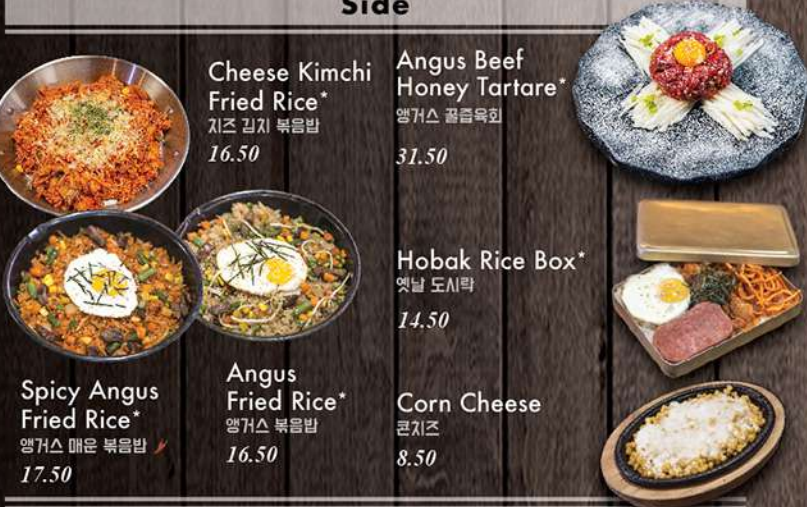 Side
Cheese Kimchi
Fried Rice*
치즈 김치 볶음밥
16.50
Angus Beef
Honey Tartare*
앵거스 꿀즙육회
31.50
Hobak Rice Box*
옛날 도시락
14.50
Spicy Angus
Fried Rice*
앵거스 매운 볶음밥
17.50
Angus
Fried Rice*
앵거스 볶음밥
16.50
Corn Cheese
콘치즈
8.50